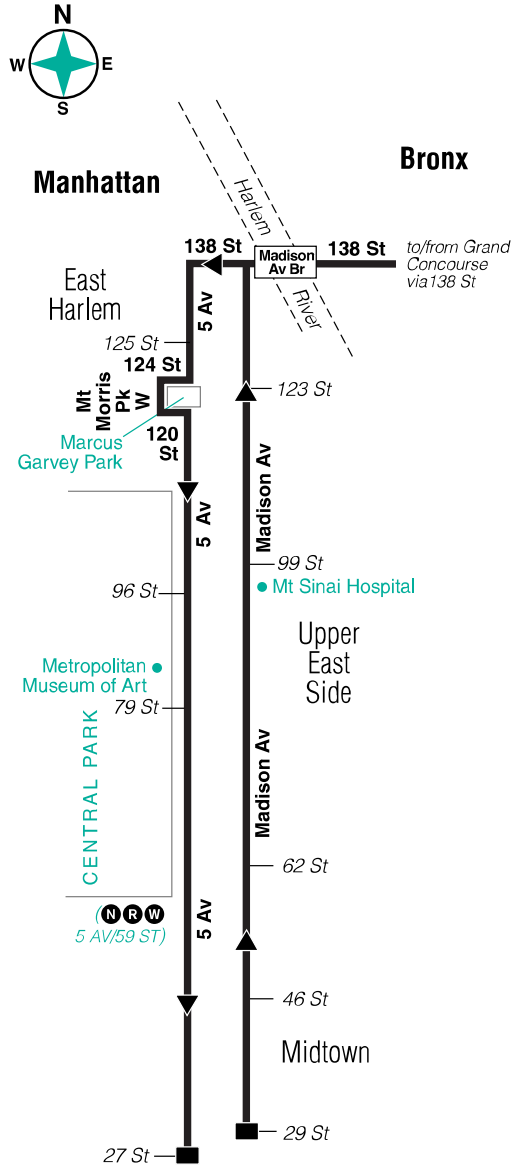 N
W
E
S
Manhattan
Bronx
Harlem
River
138 St
Madison
Av Br
138 St
to/from Grand
Concourse
via138 St
East
Harlem
5 Av
125 St
124 St
Mt
Morris
Pk
W
123 St
Marcus
Garvey Park
120
St
5 Av
Madison Av
99 St
Mt Sinai Hospital
96 St
Upper
East
Side
Metropolitan
Museum of Art
79 St
CENTRAL PARK
Madison Av
62 St
(N R W
5 AV/59 ST)
5 Av
46 St
Midtown
29 St
27 St